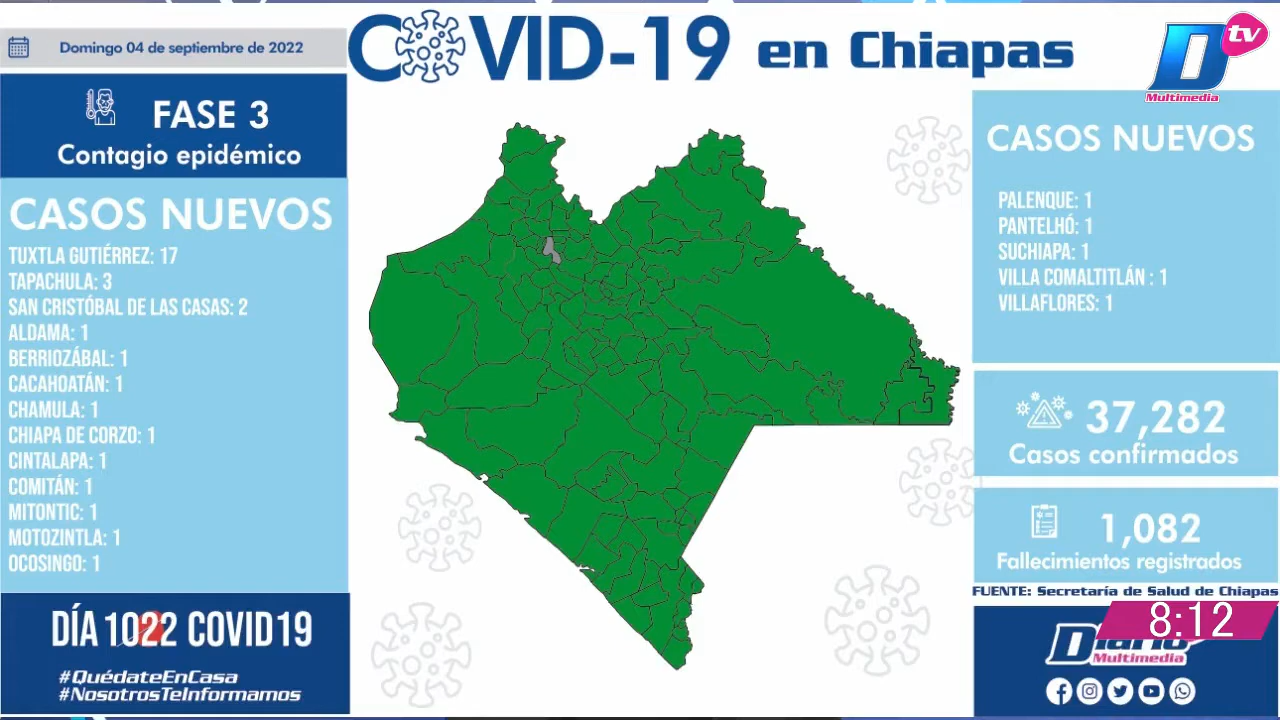 Domingo 04 de septiembre de 2022
FASE 3
Contagio epidémico
CASOS NUEVOS
TUXTLA GUTIÉRREZ: 17
TAPACHULA: 3
SAN CRISTÓBAL DE LAS CASAS: 2
ALDAMA: 1
BERRIOZÁBAL: 1
CACAHOATÁN: 1
CHAMULA: 1
CHIAPA DE CORZO: 1
CINTALAPA: 1
COMITÁN: 1
MITONTIC: 1
MOTOZINTLA: 1
OCOSINGO: 1
DÍA 1022 COVID19
#QuédateEnCasa
#NosotrosTeInformamos
COVID-19 en Chiapas
D tv
Multimedia
CASOS NUEVOS
PALENQUE: 1
PANTELHÓ: 1
SUCHIAPA: 1
VILLA COMALTITLÁN : 1
VILLAFLORES: 1
37,282
Casos confirmados
1,082
Fallecimientos registrados
FUENTE: Secretaría de Salud de Chiapas
8:12
Diario
Multimedia